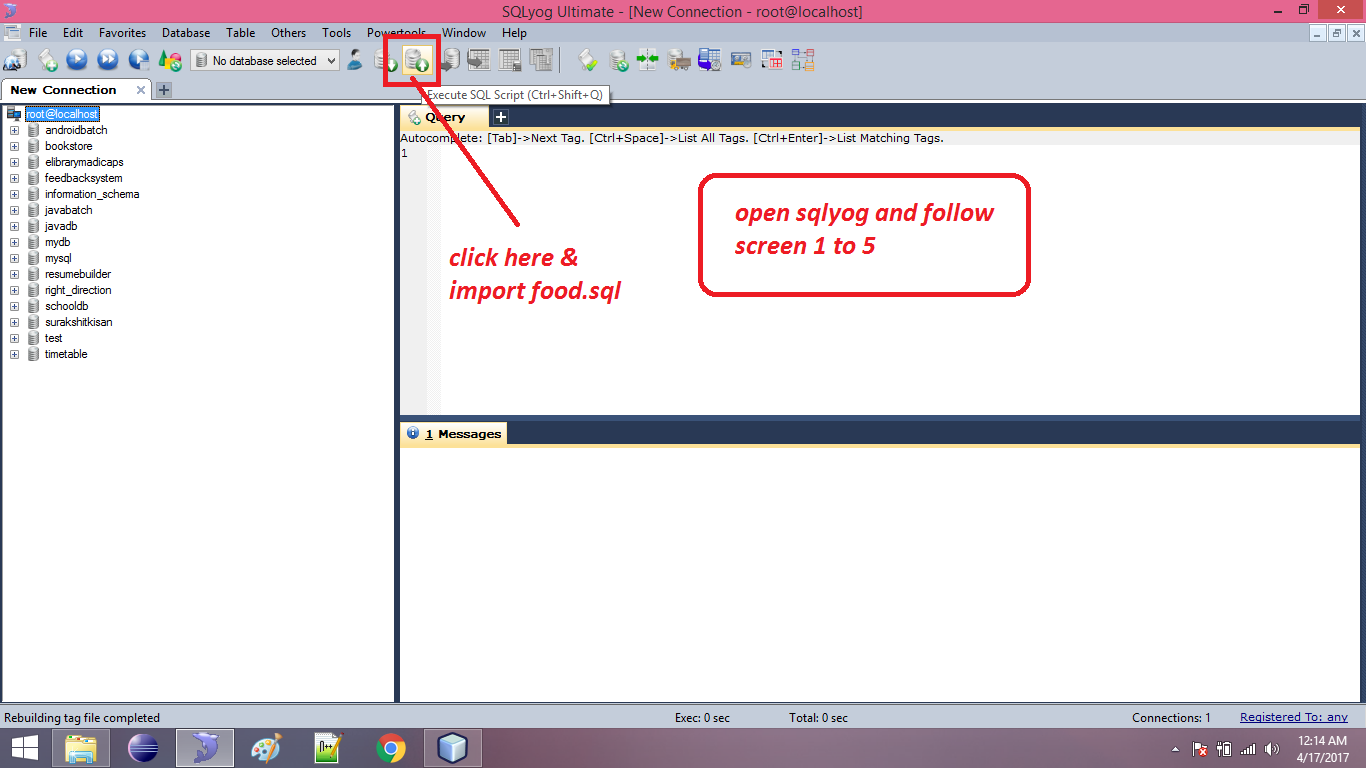 SQLyog Ultimate - [New Connection - root@localhost]
File Edit Favorites Database Table Others Tools Powertools Window Help
No database selected
New Connection
Execute SQL Script (Ctrl+Shift+Q)
root@localhost
androidbatch
bookstore
elibrarymadicaps
feedbacksystem
information_schema
javabatch
javadb
mydb
mysql
resumebuilder
right_direction
schooldb
surakshitkisan
test
timetable
Query
Autocomplete: [Tab]->Next Tag. [Ctrl+Space]->List All Tags. [Ctrl+Enter]->List Matching Tags.
1
open sqlyog and follow
screen 1 to 5
click here &
import food.sql
1 Messages
Rebuilding tag file completed
Exec: 0 sec
Total: 0 sec
Connections: 1
Registered To: any
12:14 AM
4/17/2017